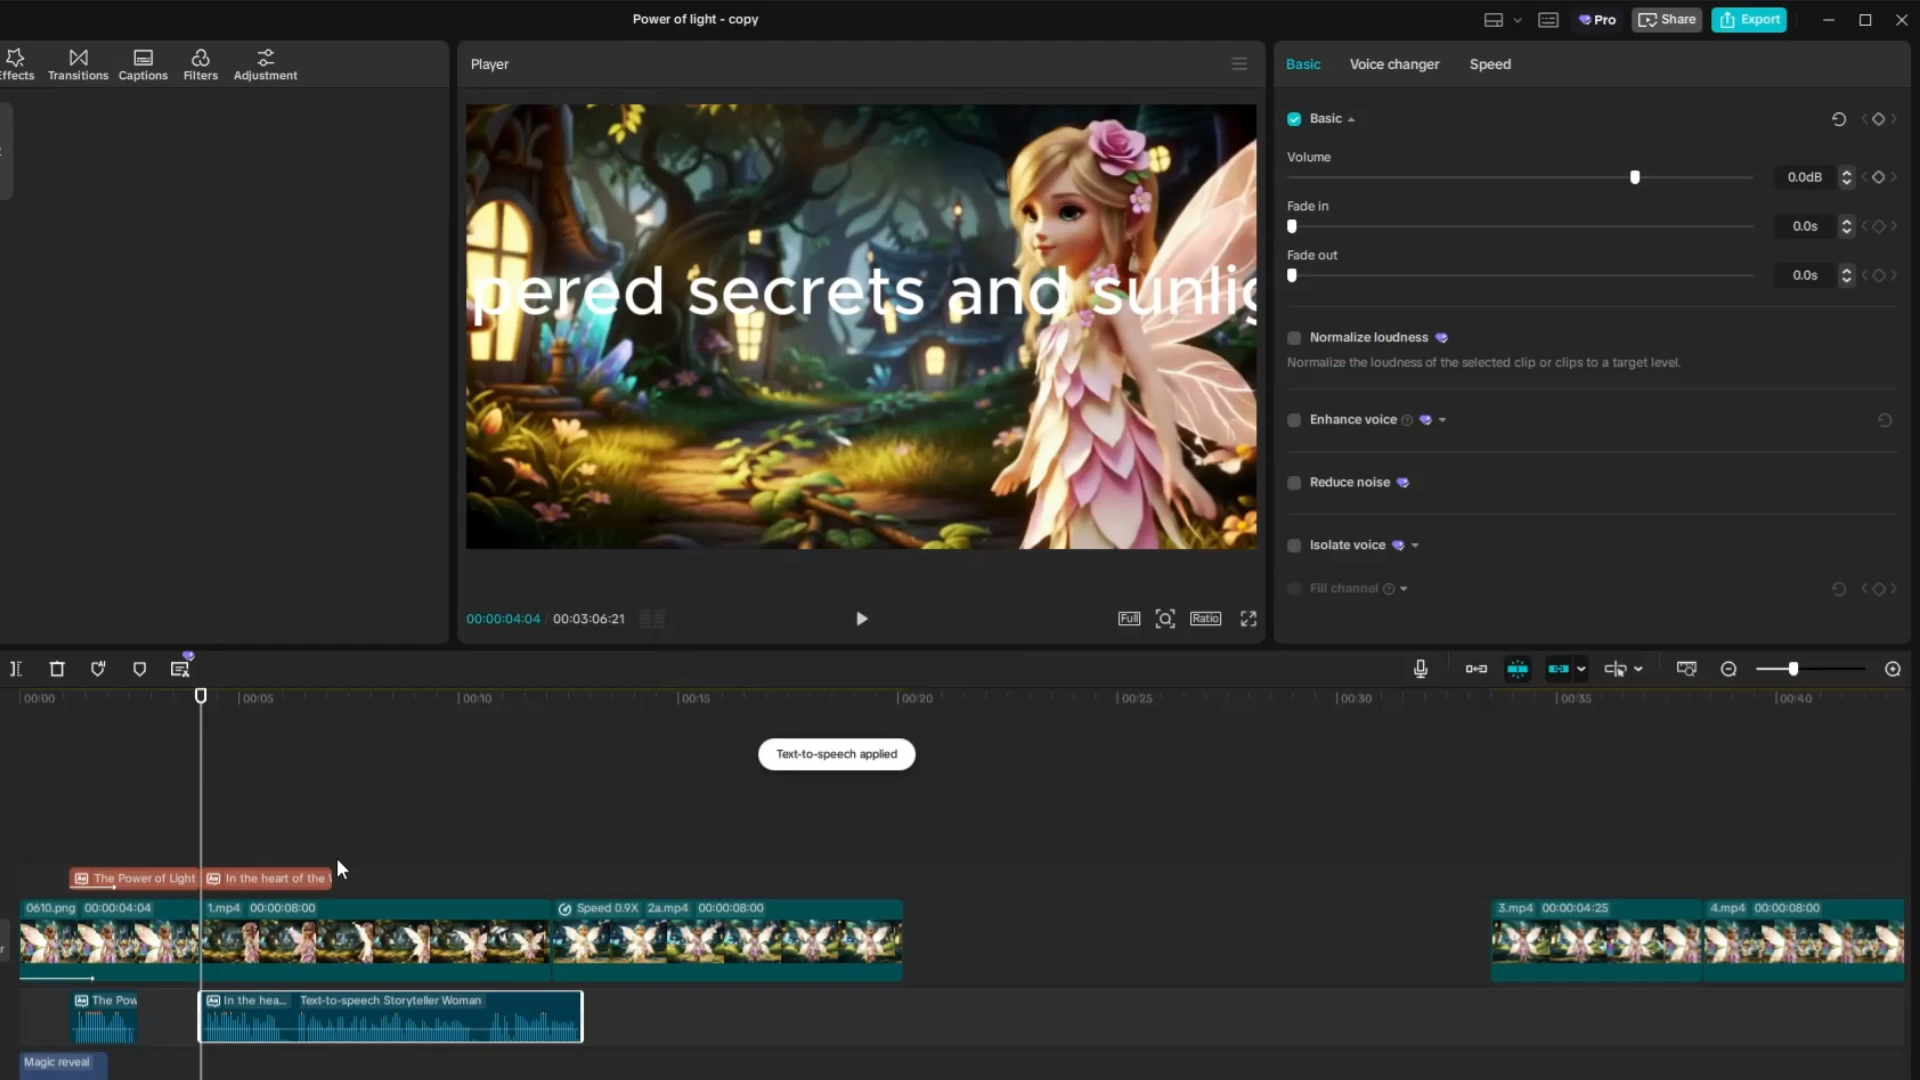 Power of light - copy
Pro
Share
Export
ffects
Transitions
Captions
Filters
Adjustment
Player
Basic
Voice changer
Speed
pered secrets and sunlig
Basic
Volume
0.0dB
Fade in
0.0s
Fade out
0.0s
Normalize loudness
Normalize the loudness of the selected clip or clips to a target level.
Enhance voice
Reduce noise
Isolate voice
Fill channel
00:00:04:04 / 00:03:06:21
Full
Ratio
AI
00:00
00:05
00:10
00:15
00:20
00:25
00:30
00:35
00:40
Text-to-speech applied
The Power of Light
In the heart of the
0610.png 00:00:04:04
1.mp4 00:00:08:00
Speed 0.9X 2a.mp4 00:00:08:00
3.mp4 00:00:04:25
4.mp4 00:00:08:00
r
The Pow
In the hea... Text-to-speech Storyteller Woman
Magic reveal